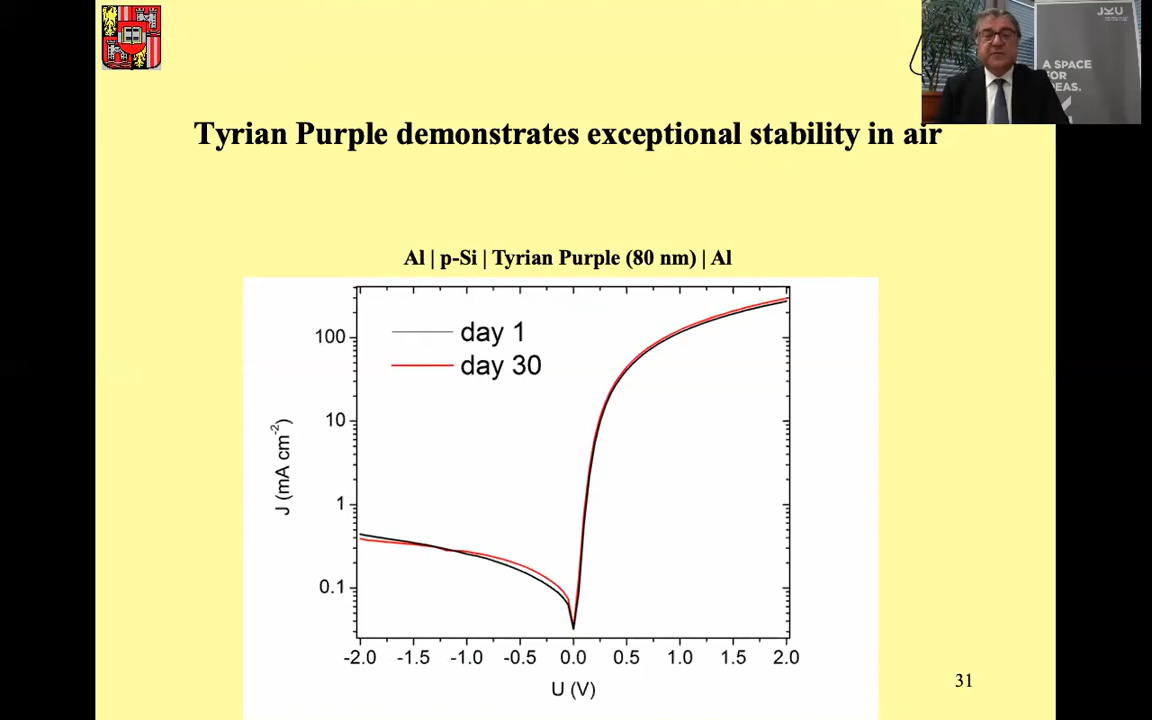 JKU
A SPACE
FOR
IDEAS.
Tyrian Purple demonstrates exceptional stability in air
Al | p-Si | Tyrian Purple (80 nm) | Al
day 1
day 30
100
10
1
0.1
J (mA cm⁻²)
-2.0 -1.5 -1.0 -0.5 0.0 0.5 1.0 1.5 2.0
U (V)
31